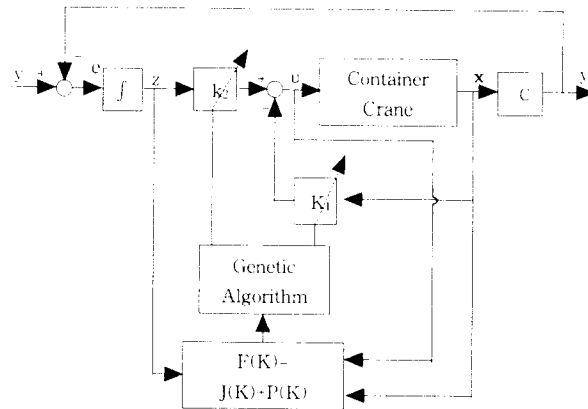 y + e ∫ z k₂ + u Container x C y
Crane
K₁
Genetic
Algorithm
F(K)=
J(K)+P(K)